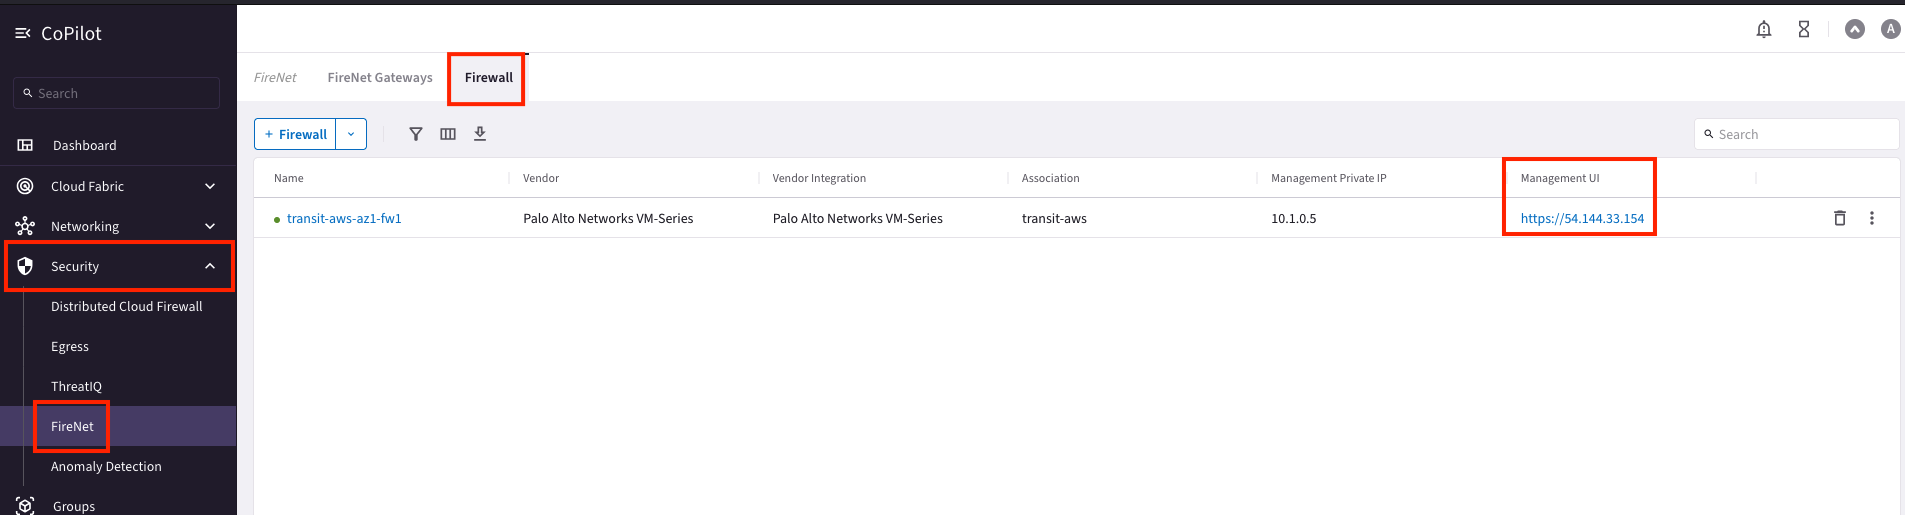 CoPilot
Search
Dashboard
Cloud Fabric
Networking
Security
Distributed Cloud Firewall
Egress
ThreatIQ
FireNet
Anomaly Detection
Groups
A
FireNet FireNet Gateways Firewall
+ Firewall
Search
Name Vendor Vendor Integration Association Management Private IP Management UI
transit-aws-az1-fw1 Palo Alto Networks VM-Series Palo Alto Networks VM-Series transit-aws 10.1.0.5 https://54.144.33.154